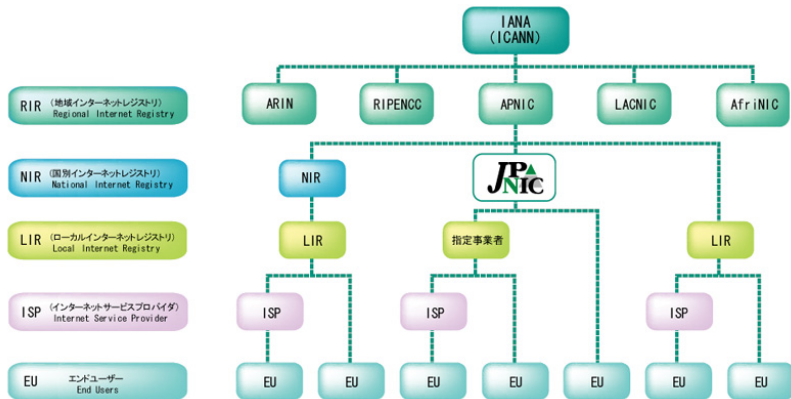 IANA
(ICANN)
RIR (地域インターネットレジストリ)
Regional Internet Registry
ARIN
RIPENCC
APNIC
LACNIC
AfriNIC
NIR (国別インターネットレジストリ)
National Internet Registry
NIR
JPNIC
LIR (ローカルインターネットレジストリ)
Local Internet Registry
LIR
指定事業者
LIR
ISP (インターネットサービスプロバイダ)
Internet Service Provider
ISP
ISP
ISP
EU エンドユーザー
End Users
EU
EU
EU
EU
EU
EU
EU